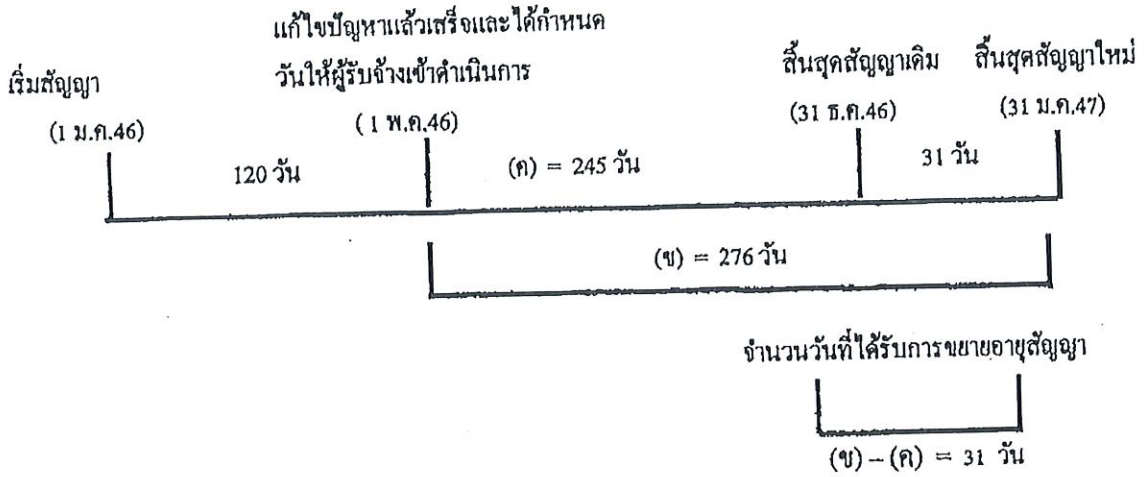 แก้ไขปัญหาแล้วเสร็จและได้กำหนด
วันให้ผู้รับจ้างเข้าดำเนินการ
เริ่มสัญญา
สิ้นสุดสัญญาเดิม
สิ้นสุดสัญญาใหม่
(1 ม.ค.46)
( 1 พ.ค.46)
(31 ธ.ค.46)
(31 ม.ค.47)
120 วัน
(ค) = 245 วัน
31 วัน
(ข) = 276 วัน
จำนวนวันที่ได้รับการขยายอายุสัญญา
(ข) – (ค) = 31 วัน